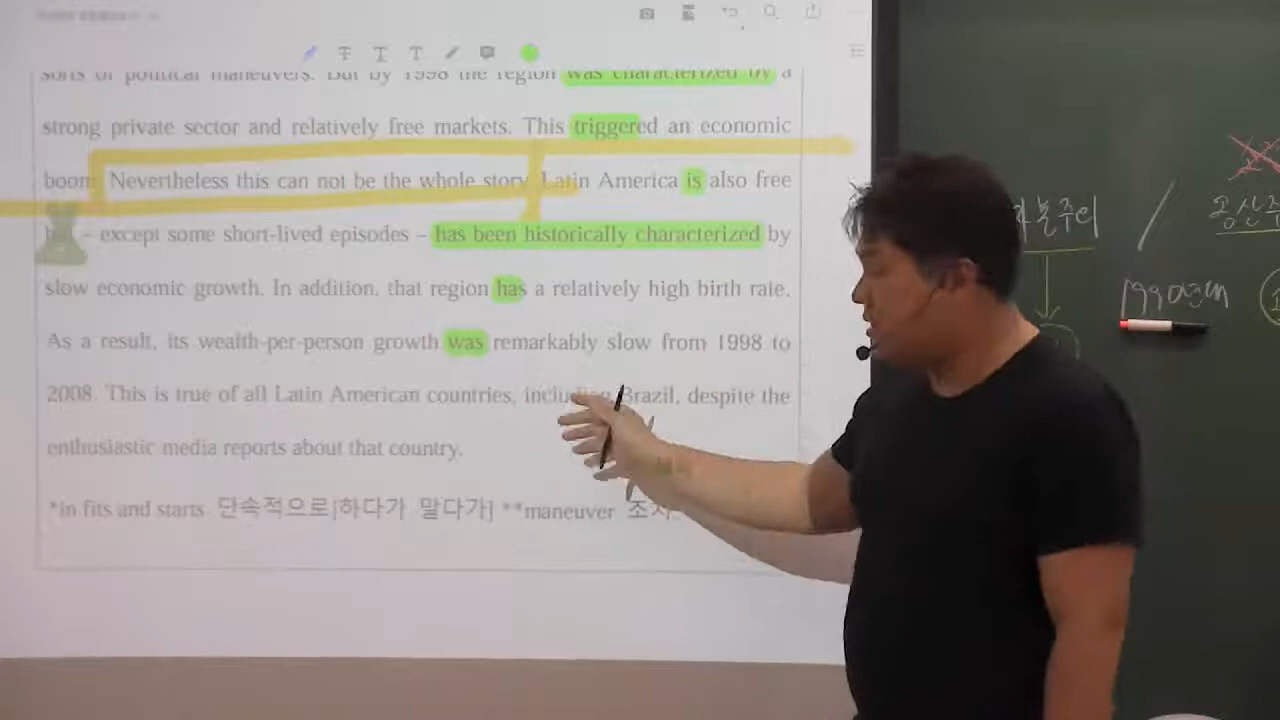 sorts of political maneuvers. But by 1998 the region was characterized by a
strong private sector and relatively free markets. This triggered an economic
boom. Nevertheless this can not be the whole story. Latin America is also free
– except some short-lived episodes – has been historically characterized by
slow economic growth. In addition, that region has a relatively high birth rate.
As a result, its wealth-per-person growth was remarkably slow from 1998 to
2008. This is true of all Latin American countries, including Brazil, despite the
enthusiastic media reports about that country.
*in fits and starts 단속적으로[하다가 말다가] **maneuver 조치
/
1990년대